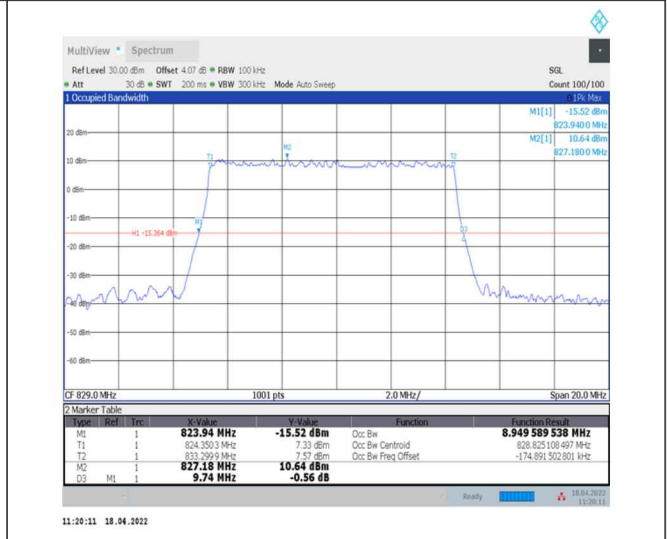 MultiView Spectrum
Ref Level 30.00 dBm Offset 4.07 dB RBW 100 kHz SGL
Att 30 dB SWT 200 ms VBW 300 kHz Mode Auto Sweep Count 100/100
1 Occupied Bandwidth 1Pk Max
M1[1] -15.52 dBm
823.9400 MHz
20 dBm
M2[1] 10.64 dBm
827.1800 MHz
M2
T1 T2
10 dBm
0 dBm
-10 dBm
M1
H1 -15.364 dBm D3
-20 dBm
-30 dBm
-40 dBm
-50 dBm
-60 dBm
CF 829.0 MHz 1001 pts 2.0 MHz/ Span 20.0 MHz
2 Marker Table
Type Ref Trc X-Value Y-Value Function Function Result
M1 1 823.94 MHz -15.52 dBm Occ Bw 8.949 589 538 MHz
T1 1 824.3503 MHz 7.33 dBm Occ Bw Centroid 828.825 108 497 MHz
T2 1 833.2999 MHz 7.57 dBm Occ Bw Freq Offset -174.891 502 801 kHz
M2 1 827.18 MHz 10.64 dBm
D3 M1 1 9.74 MHz -0.56 dB
Ready 18.04.2022
11:20:11
11:20:11 18.04.2022